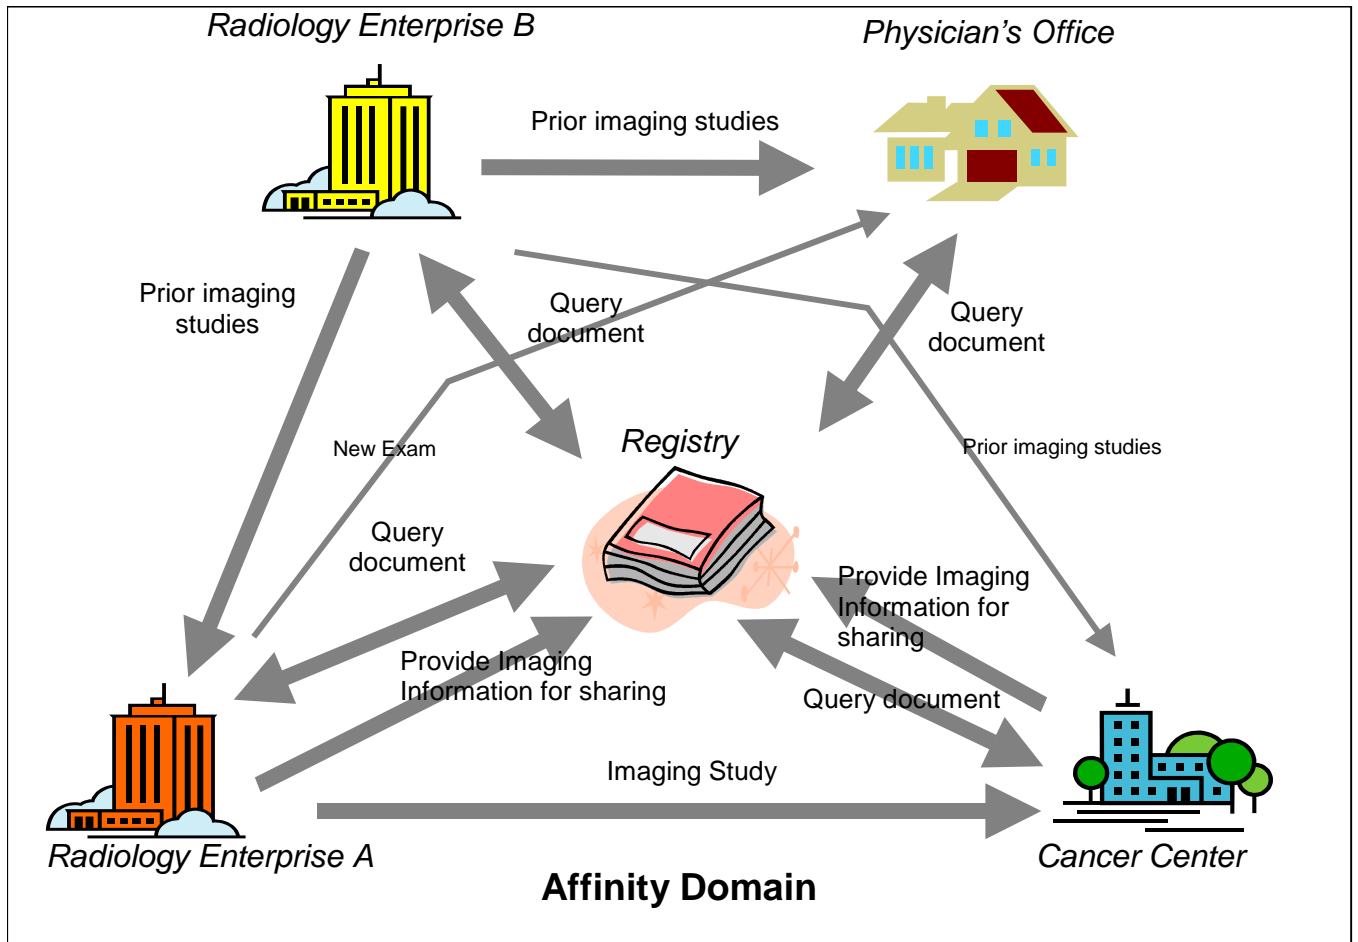 Radiology Enterprise B
Physician's Office
Prior imaging studies
Prior imaging
studies
Query
document
Query
document
New Exam
Registry
Prior imaging studies
Query
document
Provide Imaging
Information for
sharing
Provide Imaging
Information for sharing
Query document
Imaging Study
Radiology Enterprise A
Cancer Center
Affinity Domain